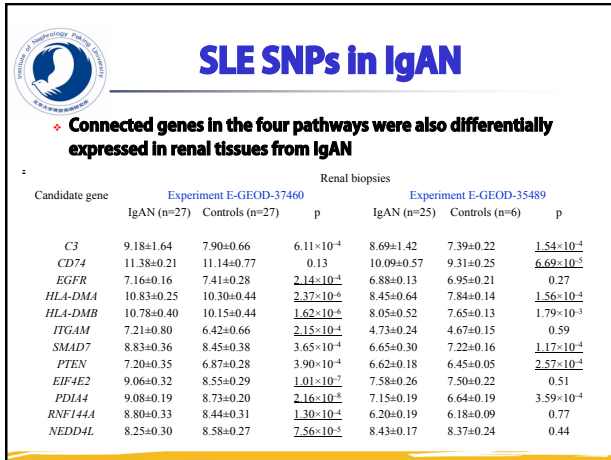 Institute of Nephrology Peking University
北京大学肾脏疾病研究所
SLE SNPs in IgAN
Connected genes in the four pathways were also differentially
expressed in renal tissues from IgAN
Renal biopsies
Candidate gene Experiment E-GEOD-37460 Experiment E-GEOD-35489
IgAN (n=27) Controls (n=27) p IgAN (n=25) Controls (n=6) p
C3 9.18±1.64 7.90±0.66 6.11×10⁻⁴ 8.69±1.42 7.39±0.22 1.54×10⁻⁴
CD74 11.38±0.21 11.14±0.77 0.13 10.09±0.57 9.31±0.25 6.69×10⁻⁵
EGFR 7.16±0.16 7.41±0.28 2.14×10⁻⁴ 6.88±0.13 6.95±0.21 0.27
HLA-DMA 10.83±0.25 10.30±0.44 2.37×10⁻⁶ 8.45±0.64 7.84±0.14 1.56×10⁻⁴
HLA-DMB 10.78±0.40 10.15±0.44 1.62×10⁻⁶ 8.05±0.52 7.65±0.13 1.79×10⁻³
ITGAM 7.21±0.80 6.42±0.66 2.15×10⁻⁴ 4.73±0.24 4.67±0.15 0.59
SMAD7 8.83±0.36 8.45±0.38 3.65×10⁻⁴ 6.65±0.30 7.22±0.16 1.17×10⁻⁴
PTEN 7.20±0.35 6.87±0.28 3.90×10⁻⁴ 6.62±0.18 6.45±0.05 2.57×10⁻⁴
EIF4E2 9.06±0.32 8.55±0.29 1.01×10⁻⁷ 7.58±0.26 7.50±0.22 0.51
PDIA4 9.08±0.19 8.73±0.20 2.16×10⁻⁸ 7.15±0.19 6.64±0.19 3.59×10⁻⁴
RNF144A 8.80±0.33 8.44±0.31 1.30×10⁻⁴ 6.20±0.19 6.18±0.09 0.77
NEDD4L 8.25±0.30 8.58±0.27 7.56×10⁻⁵ 8.43±0.17 8.37±0.24 0.44